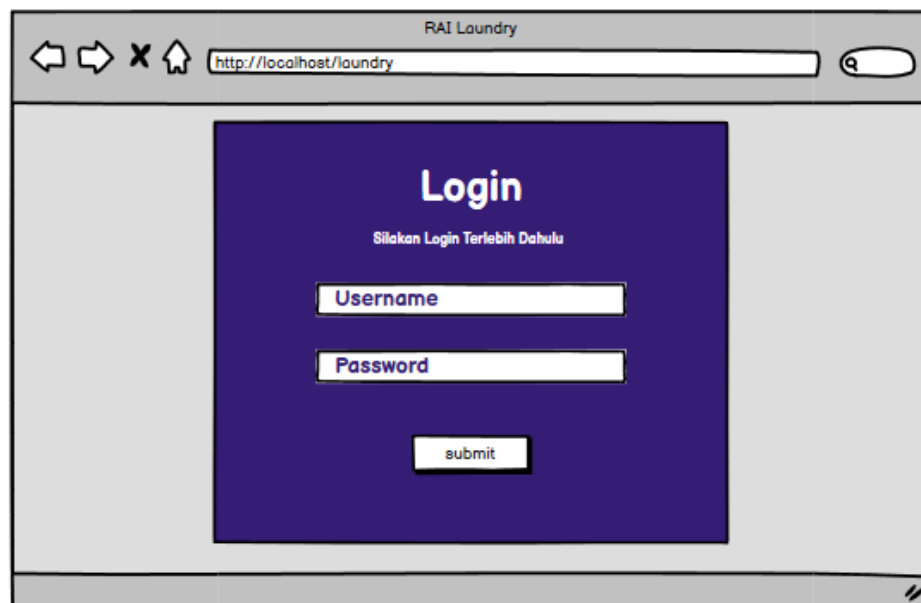 RAI Laundry
http://localhost/laundry
Login
Silakan Login Terlebih Dahulu
Username
Password
submit